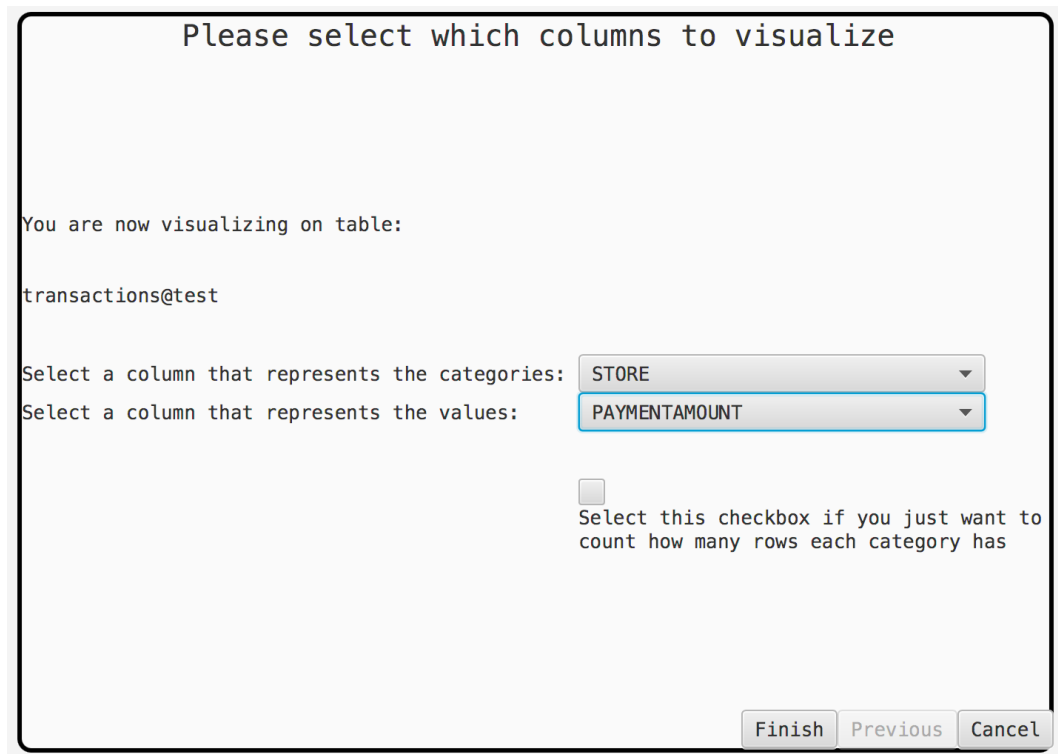 Please select which columns to visualize
You are now visualizing on table:
transactions@test
Select a column that represents the categories: STORE
Select a column that represents the values: PAYMENTAMOUNT
Select this checkbox if you just want to
count how many rows each category has
Finish Previous Cancel